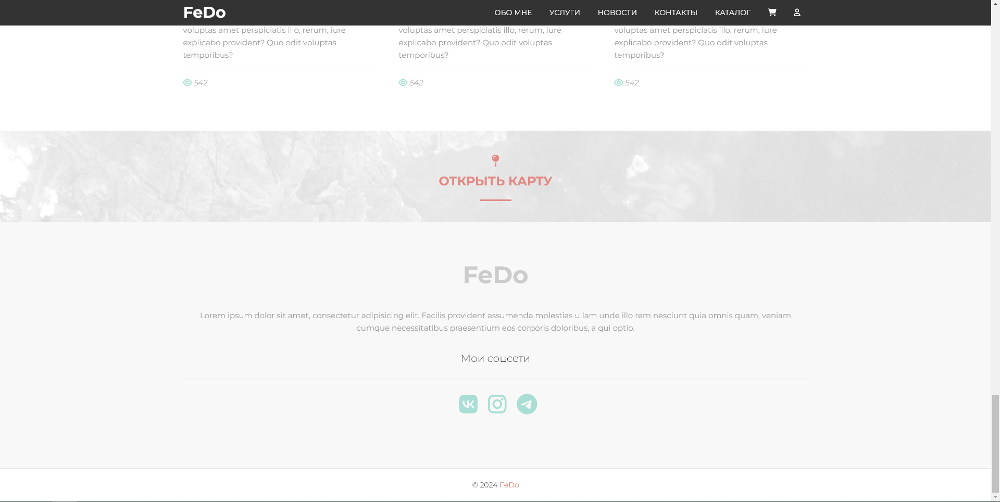 FeDo
ОБО МНЕ
УСЛУГИ
НОВОСТИ
КОНТАКТЫ
КАТАЛОГ
voluptas amet perspiciatis illo, rerum, iure
explicabo provident? Quo odit voluptas
temporibus?
542
voluptas amet perspiciatis illo, rerum, iure
explicabo provident? Quo odit voluptas
temporibus?
542
voluptas amet perspiciatis illo, rerum, iure
explicabo provident? Quo odit voluptas
temporibus?
542
ОТКРЫТЬ КАРТУ
FeDo
Lorem ipsum dolor sit amet, consectetur adipisicing elit. Facilis provident assumenda molestias ullam unde illo rem nesciunt quia omnis quam, veniam
cumque necessitatibus praesentium eos corporis doloribus, a qui optio.
Мои соцсети
© 2024 FeDo